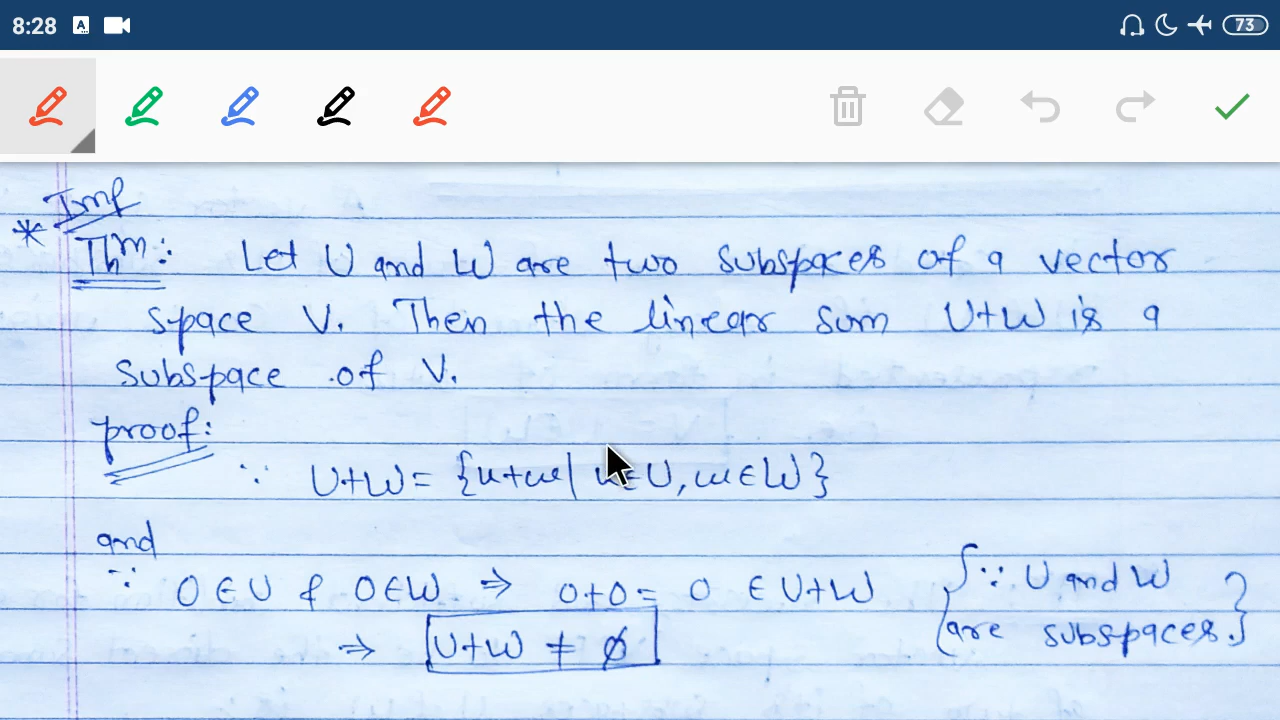 8:28
73
Imp
* Thm: Let U and W are two subspaces of a vector
space V. Then the linear sum U+W is a
subspace of V.
proof:
∵ U+W = {u+w| u∈U, w∈W}
and
∵ 0∈U & 0∈W ⇒ 0+0 = 0 ∈ U+W {∵ U and W
are subspaces.}
⇒ U+W ≠ ∅